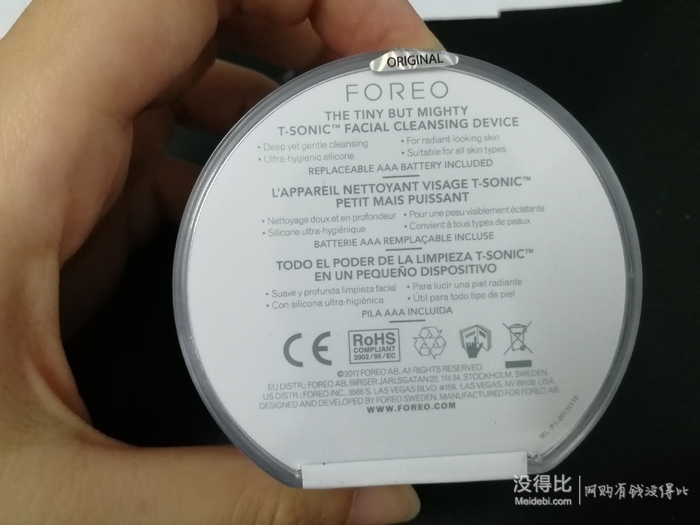 ORIGINAL
FOREO
THE TINY BUT MIGHTY
T-SONIC™ FACIAL CLEANSING DEVICE
• Deep yet gentle cleansing • For radiant-looking skin
• Ultra-hygienic silicone • Suitable for all skin types
REPLACEABLE AAA BATTERY INCLUDED
L'APPAREIL NETTOYANT VISAGE T-SONIC™
PETIT MAIS PUISSANT
• Nettoyage doux et en profondeur • Pour une peau visiblement éclatante
• Silicone ultra-hygiénique • Convient à tous types de peaux
BATTERIE AAA REMPLAÇABLE INCLUSE
TODO EL PODER DE LA LIMPIEZA T-SONIC™
EN UN PEQUEÑO DISPOSITIVO
• Suave y profunda limpieza facial • Para lucir una piel radiante
• Con silicona ultra-higiénica • Útil para todo tipo de piel
PILA AAA INCLUIDA
CE RoHS
COMPLIANT
2002/95/EC
©2017 FOREO AB. ALL RIGHTS RESERVED.
EU DISTR.: FOREO AB, BIRGER JARLSGATAN 22, 114 34, STOCKHOLM, SWEDEN.
US DISTR.: FOREO INC., 3565 S. LAS VEGAS BLVD. #159, LAS VEGAS, NV 89109, USA.
DESIGNED AND DEVELOPED BY FOREO SWEDEN. MANUFACTURED FOR FOREO AB.
WWW.FOREO.COM
没得比
Meidebi.com
网购有钱没得比